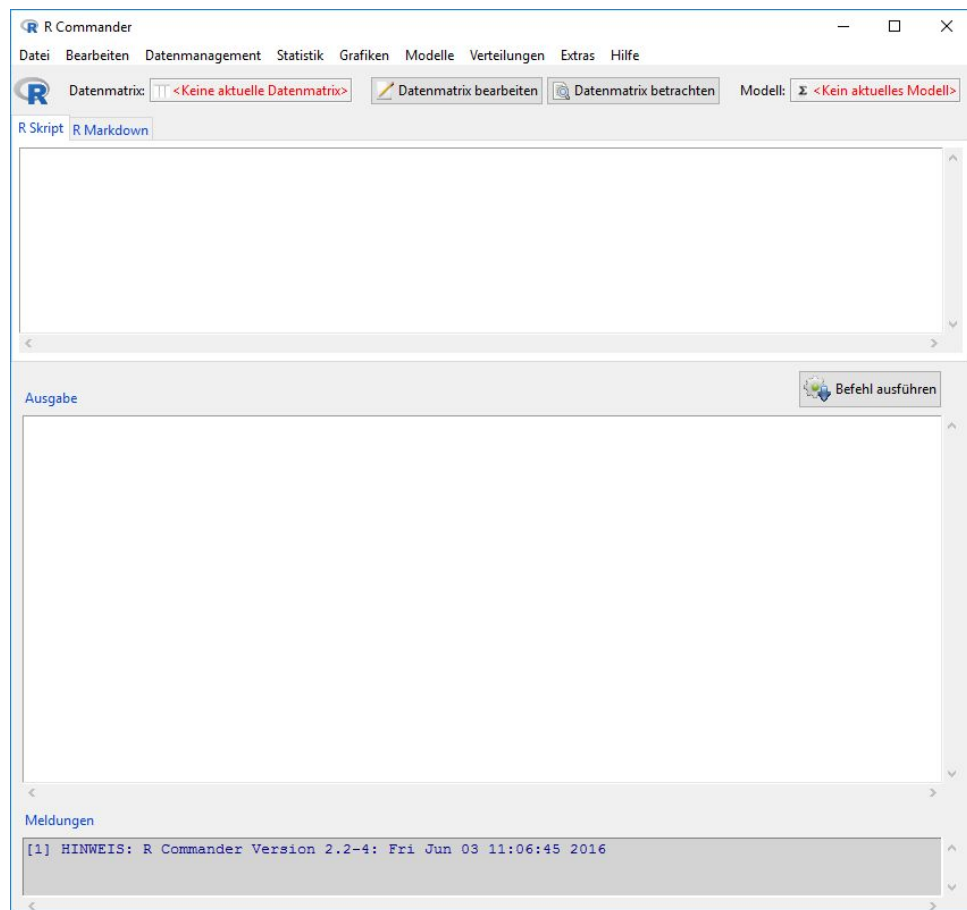 R Commander
Datei Bearbeiten Datenmanagement Statistik Grafiken Modelle Verteilungen Extras Hilfe
R Datenmatrix: <Keine aktuelle Datenmatrix> Datenmatrix bearbeiten Datenmatrix betrachten Modell: Σ <Kein aktuelles Modell>
R Skript R Markdown
Befehl ausführen
Ausgabe
Meldungen
[1] HINWEIS: R Commander Version 2.2-4: Fri Jun 03 11:06:45 2016